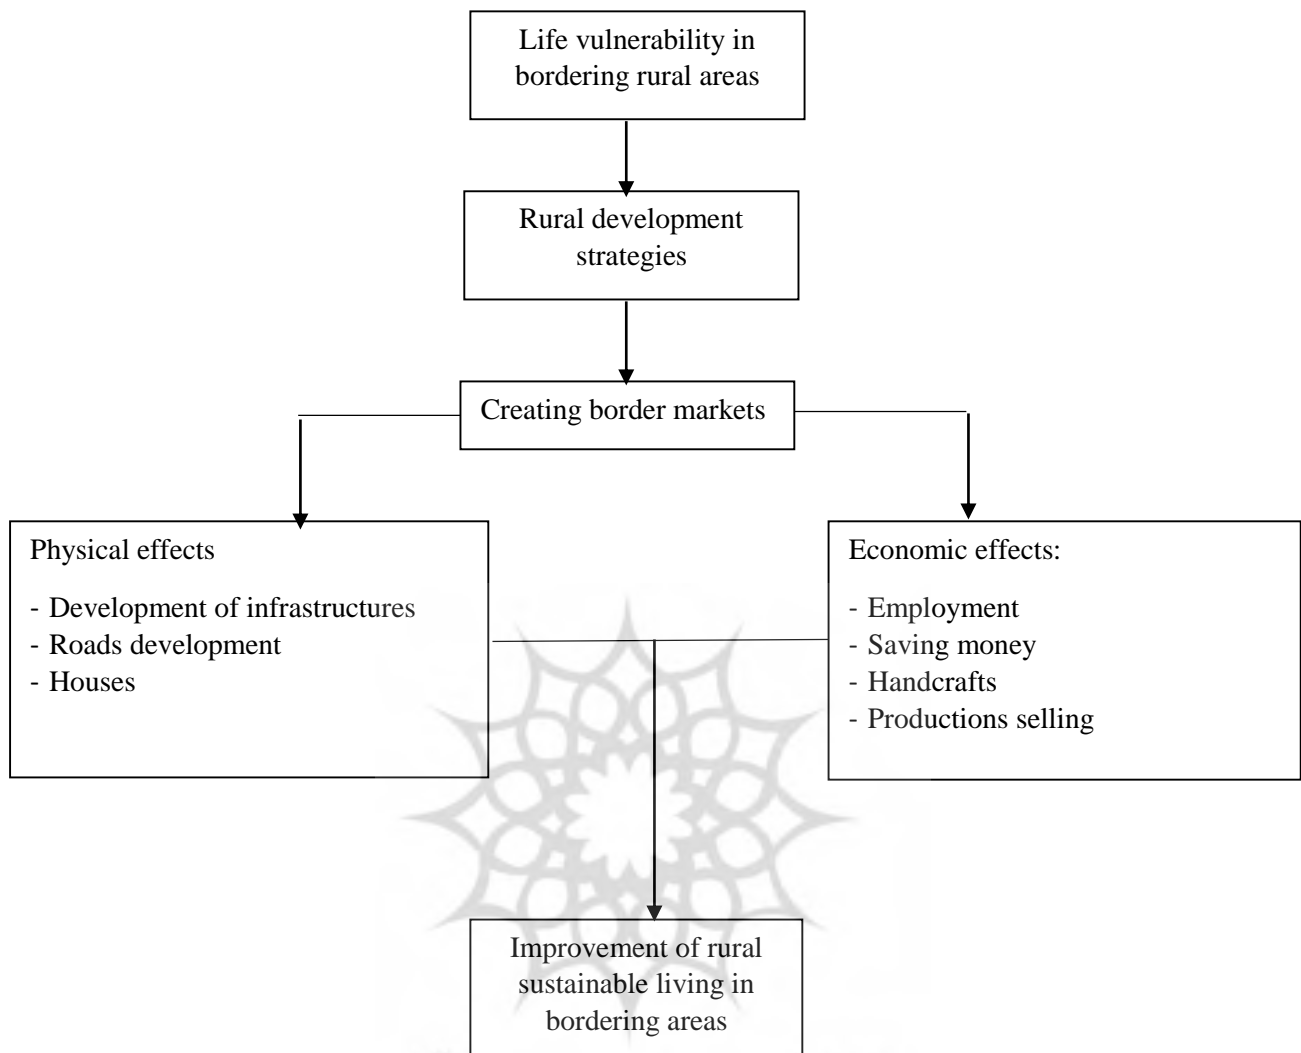 Life vulnerability in
bordering rural areas
Rural development
strategies
Creating border markets
Physical effects
- Development of infrastructures
- Roads development
- Houses
Economic effects:
- Employment
- Saving money
- Handcrafts
- Productions selling
Improvement of rural
sustainable living in
bordering areas